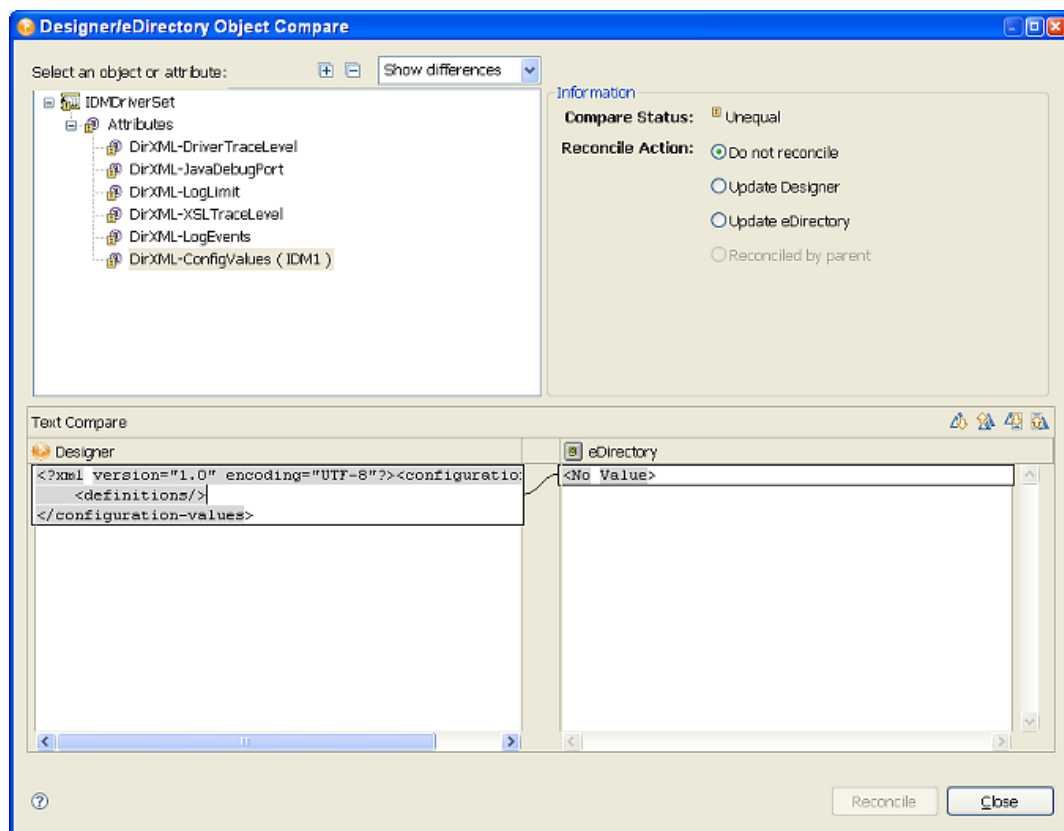 Designer/eDirectory Object Compare
Select an object or attribute:
Show differences
IDMDriverSet
Attributes
DirXML-DriverTraceLevel
DirXML-JavaDebugPort
DirXML-LogLimit
DirXML-XSLTraceLevel
DirXML-LogEvents
DirXML-ConfigValues ( IDM1 )
Information
Compare Status: Unequal
Reconcile Action: Do not reconcile
Update Designer
Update eDirectory
Reconciled by parent
Text Compare
Designer
<?xml version="1.0" encoding="UTF-8"?><configuratio
<definitions/>
</configuration-values>
eDirectory
<No Value>
Reconcile
Close